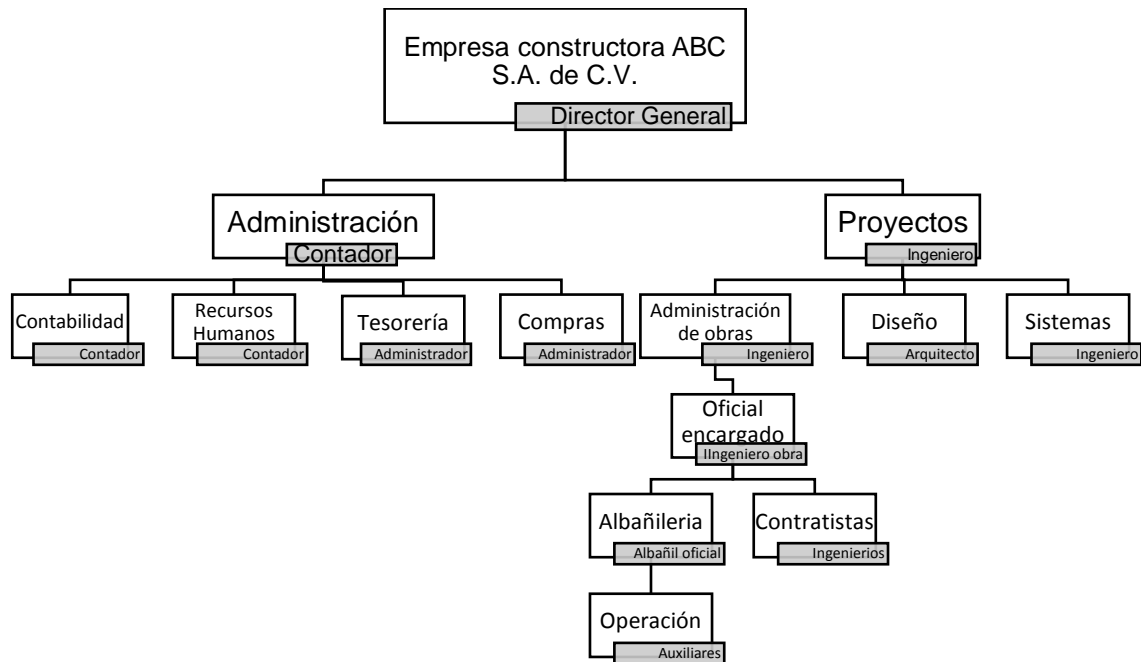 Empresa constructora ABC
S.A. de C.V.
Director General
Administración
Contador
Proyectos
Ingeniero
Contabilidad
Contador
Recursos
Humanos
Contador
Tesorería
Administrador
Compras
Administrador
Administración
de obras
Ingeniero
Diseño
Arquitecto
Sistemas
Ingeniero
Oficial
encargado
IIngeniero obra
Albañileria
Albañil oficial
Contratistas
Ingenierios
Operación
Auxiliares